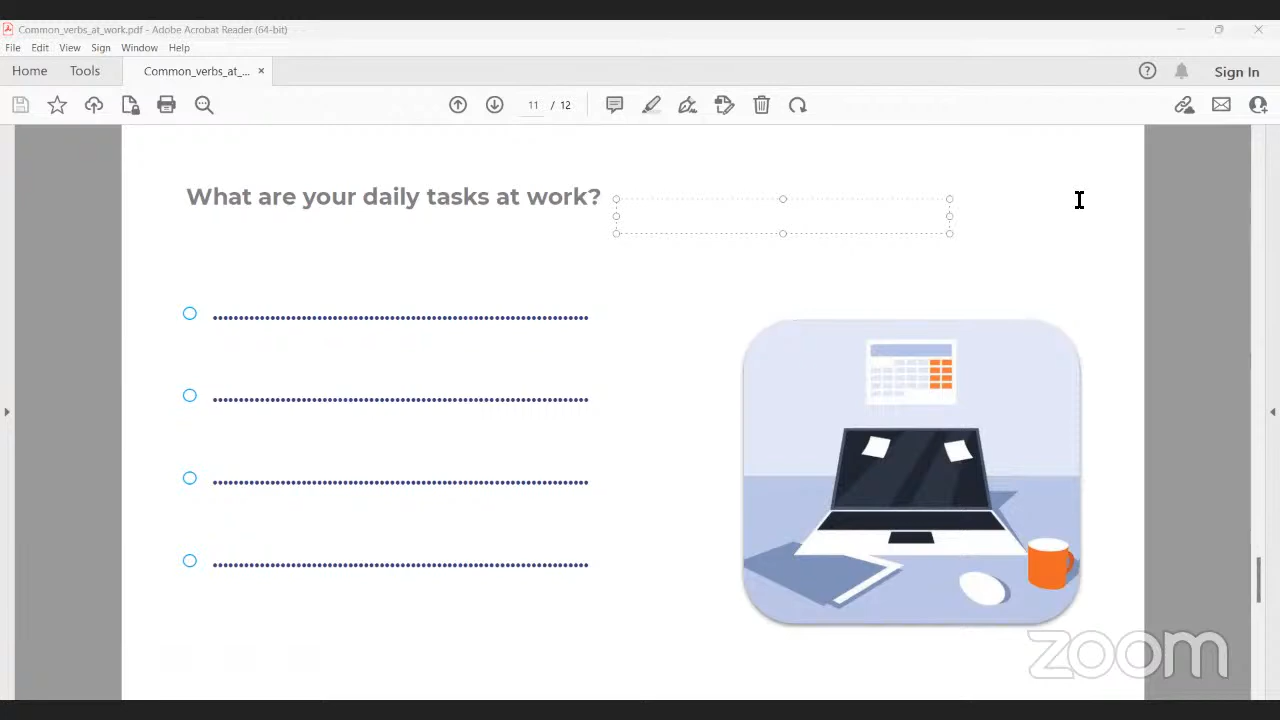 Common_verbs_at_work.pdf - Adobe Acrobat Reader (64-bit)
File Edit View Sign Window Help
Home Tools Common_verbs_at_... × Sign In
11 / 12
What are your daily tasks at work?
zoom